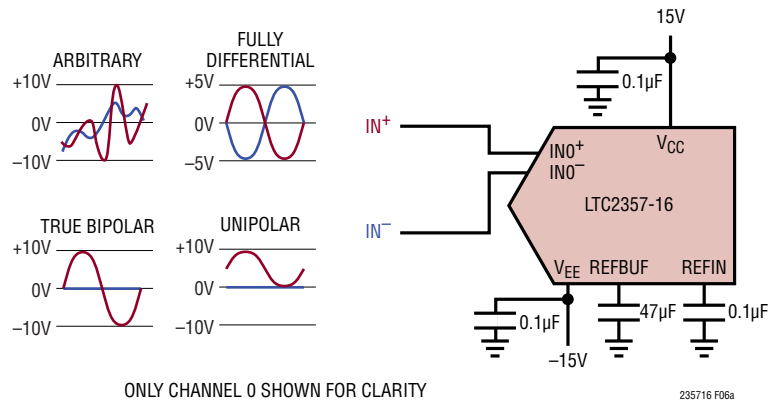 ARBITRARY
+10V
0V
–10V
FULLY
DIFFERENTIAL
+5V
0V
–5V
TRUE BIPOLAR
+10V
0V
–10V
UNIPOLAR
+10V
0V
–10V
IN+
IN–
15V
0.1µF
VCC
IN0+
IN0–
LTC2357-16
VEE REFBUF REFIN
0.1µF
47µF
0.1µF
–15V
ONLY CHANNEL 0 SHOWN FOR CLARITY
235716 F06a